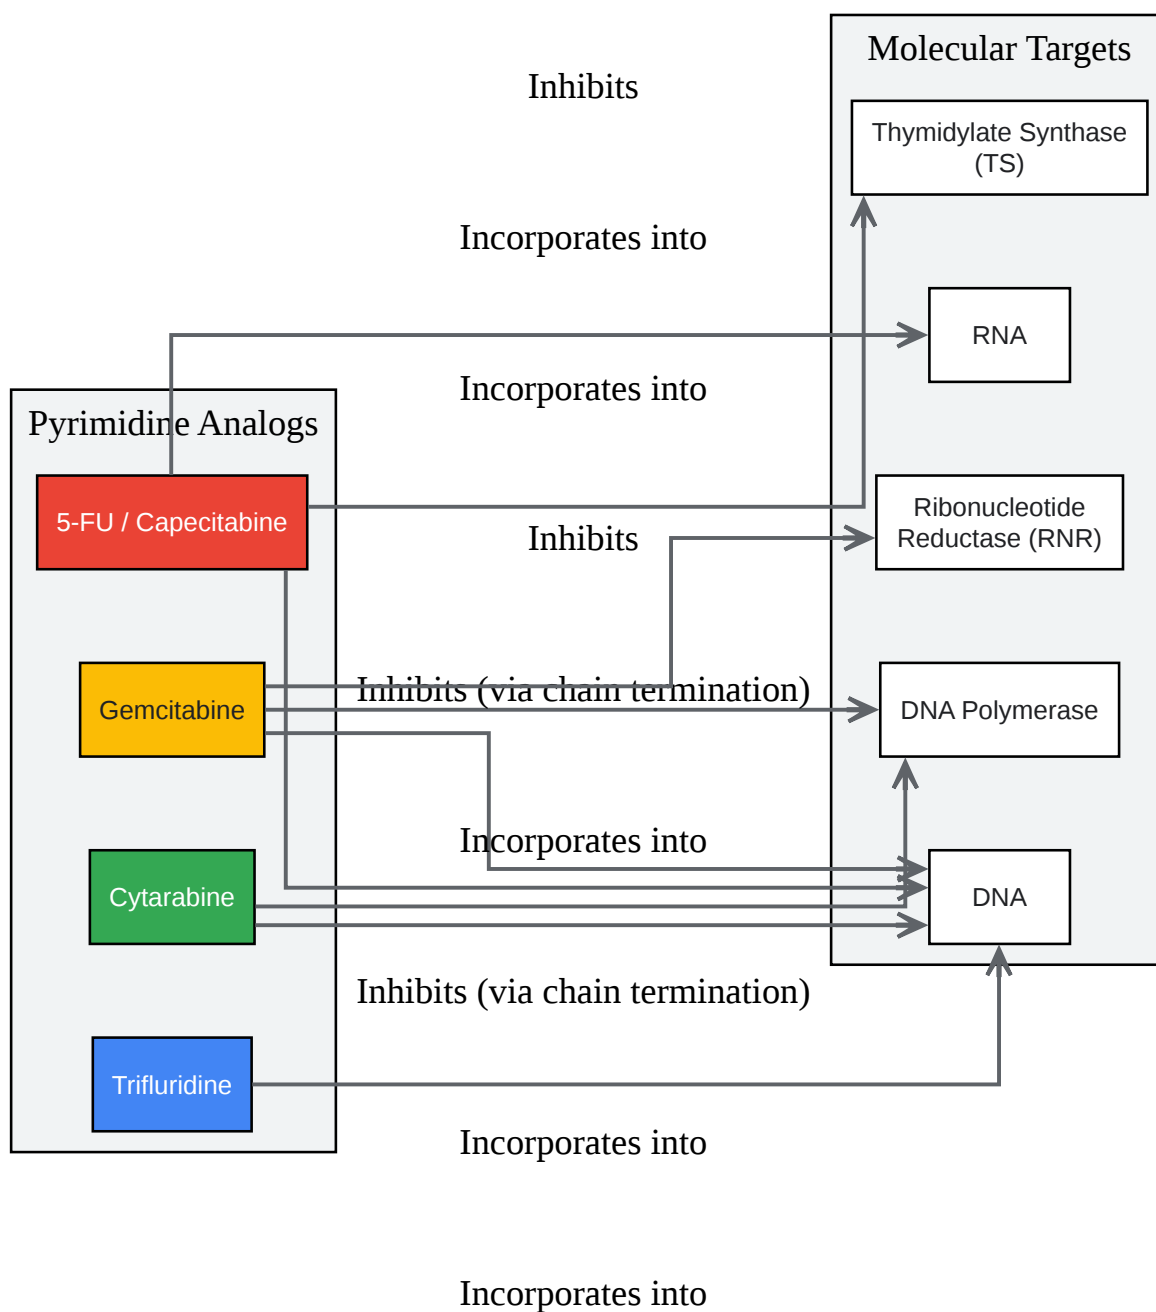 Molecular Targets
Inhibits
Thymidylate Synthase
(TS)
Incorporates into
RNA
Incorporates into
Pyrimidine Analogs
5-FU / Capecitabine
Ribonucleotide
Reductase (RNR)
Inhibits
Inhibits (via chain termination)
Gemcitabine
DNA Polymerase
Incorporates into
Cytarabine
DNA
Inhibits (via chain termination)
Trifluridine
Incorporates into
Incorporates into